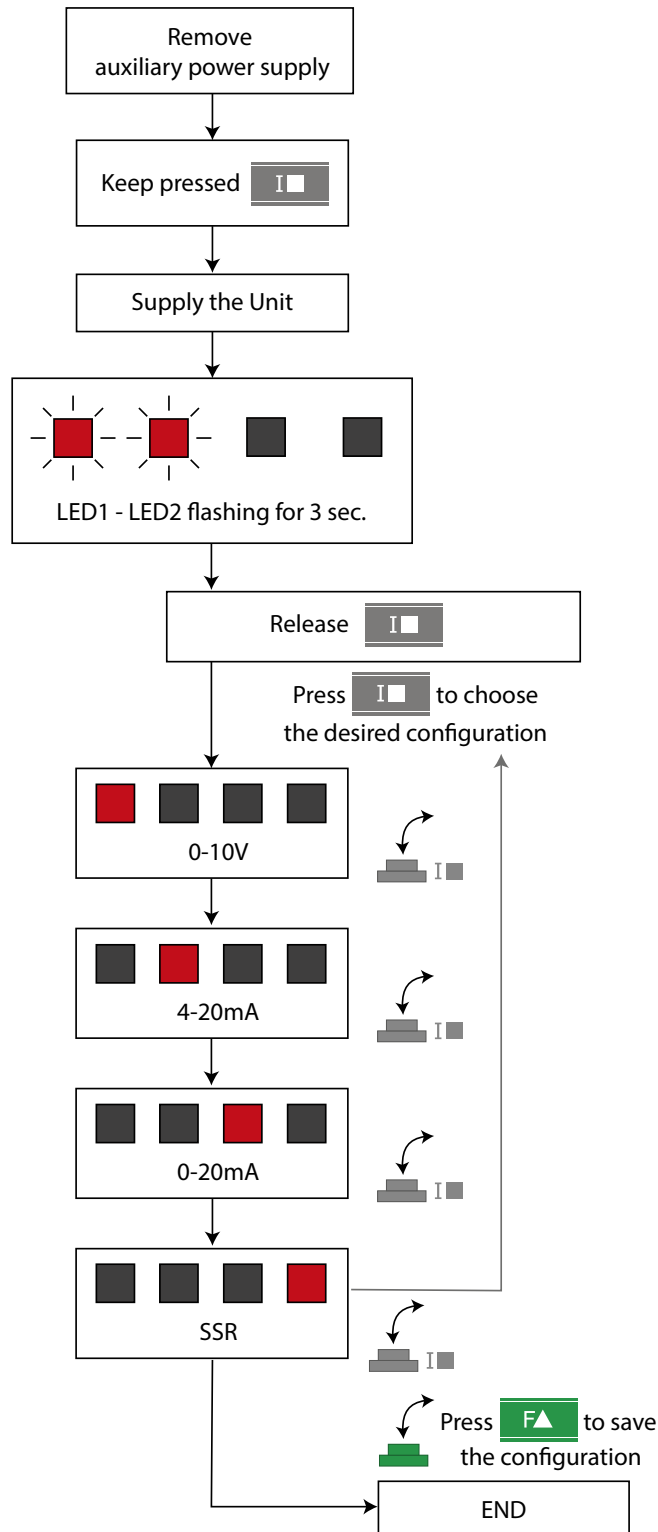 Remove
auxiliary power supply
Keep pressed I
Supply the Unit
LED1 - LED2 flashing for 3 sec.
Release I
Press I to choose
the desired configuration
0-10V
I
4-20mA
I
0-20mA
I
SSR
I
Press F to save
the configuration
END